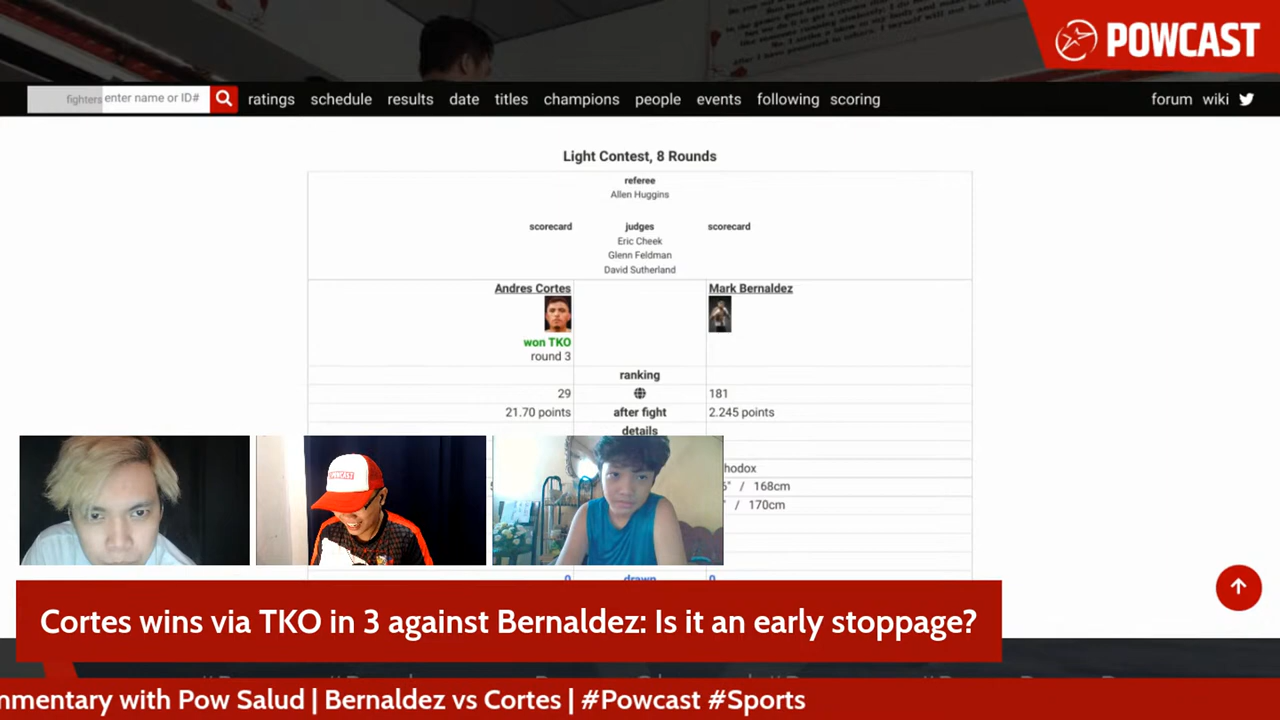 POWCAST
fighters enter name or ID# ratings schedule results date titles champions people events following scoring forum wiki
Light Contest, 8 Rounds
referee
Allen Huggins
scorecard judges scorecard
Eric Cheek
Glenn Feldman
David Sutherland
Andres Cortes Mark Bernaldez
won TKO
round 3
ranking
29 181
21.70 points after fight 2.245 points
details
hodox
/ 168cm
/ 170cm
0 drawn 0
POWCAST
Cortes wins via TKO in 3 against Bernaldez: Is it an early stoppage?
mmentary with Pow Salud | Bernaldez vs Cortes | #Powcast #Sports